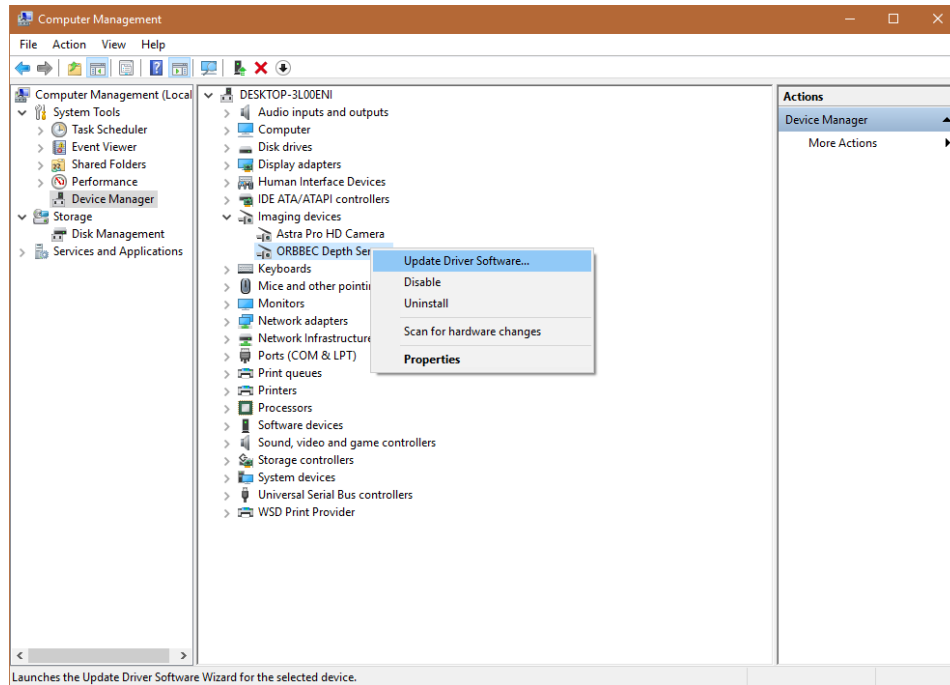 Computer Management
File Action View Help
Computer Management (Local
System Tools
Task Scheduler
Event Viewer
Shared Folders
Performance
Device Manager
Storage
Disk Management
Services and Applications
DESKTOP-3L00ENI
Audio inputs and outputs
Computer
Disk drives
Display adapters
Human Interface Devices
IDE ATA/ATAPI controllers
Imaging devices
Astra Pro HD Camera
ORBBEC Depth Ser
Keyboards
Mice and other pointi
Monitors
Network adapters
Network Infrastructure
Ports (COM & LPT)
Print queues
Printers
Processors
Software devices
Sound, video and game controllers
Storage controllers
System devices
Universal Serial Bus controllers
WSD Print Provider
Update Driver Software...
Disable
Uninstall
Scan for hardware changes
Properties
Actions
Device Manager
More Actions
Launches the Update Driver Software Wizard for the selected device.